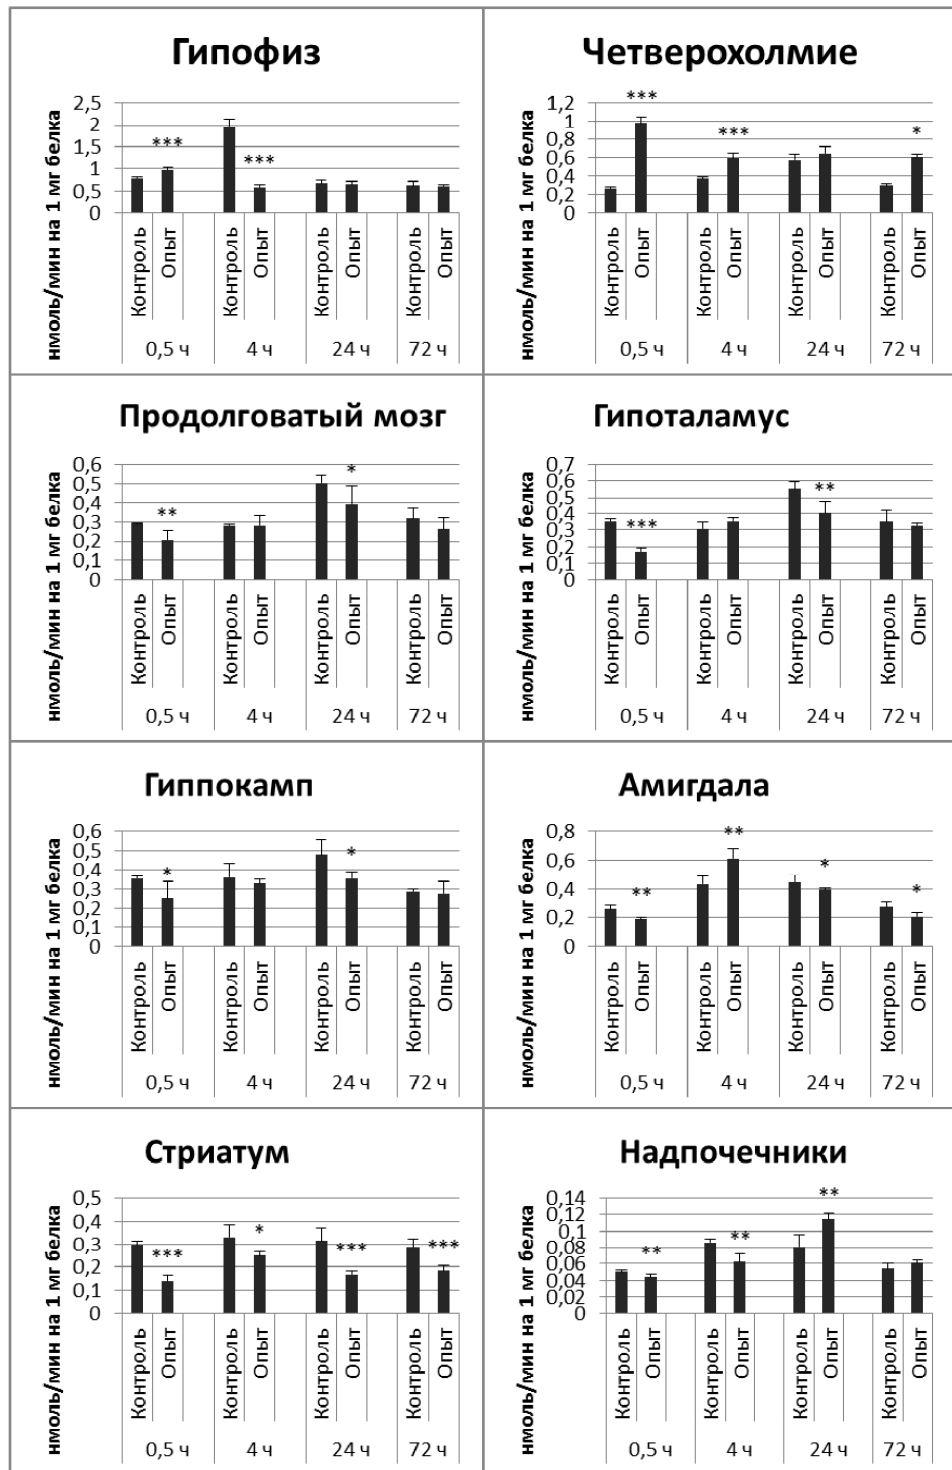 Гипофиз
нмоль/мин на 1 мг белка
2,5
2
1,5
1
0,5
0
***
***
Контроль Опыт Контроль Опыт Контроль Опыт Контроль Опыт
0,5 ч 4 ч 24 ч 72 ч
Четверохолмие
нмоль/мин на 1 мг белка
1,2
1
0,8
0,6
0,4
0,2
0
***
***
*
Контроль Опыт Контроль Опыт Контроль Опыт Контроль Опыт
0,5 ч 4 ч 24 ч 72 ч
Продолговатый мозг
нмоль/мин на 1 мг белка
0,6
0,5
0,4
0,3
0,2
0,1
0
**
*
Контроль Опыт Контроль Опыт Контроль Опыт Контроль Опыт
0,5 ч 4 ч 24 ч 72 ч
Гипоталамус
нмоль/мин на 1 мг белка
0,7
0,6
0,5
0,4
0,3
0,2
0,1
0
***
**
Контроль Опыт Контроль Опыт Контроль Опыт Контроль Опыт
0,5 ч 4 ч 24 ч 72 ч
Гиппокамп
нмоль/мин на 1 мг белка
0,6
0,5
0,4
0,3
0,2
0,1
0
*
*
Контроль Опыт Контроль Опыт Контроль Опыт Контроль Опыт
0,5 ч 4 ч 24 ч 72 ч
Амигдала
нмоль/мин на 1 мг белка
0,8
0,6
0,4
0,2
0
**
**
*
*
Контроль Опыт Контроль Опыт Контроль Опыт Контроль Опыт
0,5 ч 4 ч 24 ч 72 ч
Стриатум
нмоль/мин на 1 мг белка
0,5
0,4
0,3
0,2
0,1
0
***
*
***
***
Контроль Опыт Контроль Опыт Контроль Опыт Контроль Опыт
0,5 ч 4 ч 24 ч 72 ч
Надпочечники
нмоль/мин на 1 мг белка
0,14
0,12
0,1
0,08
0,06
0,04
0,02
0
**
**
**
Контроль Опыт Контроль Опыт Контроль Опыт Контроль Опыт
0,5 ч 4 ч 24 ч 72 ч